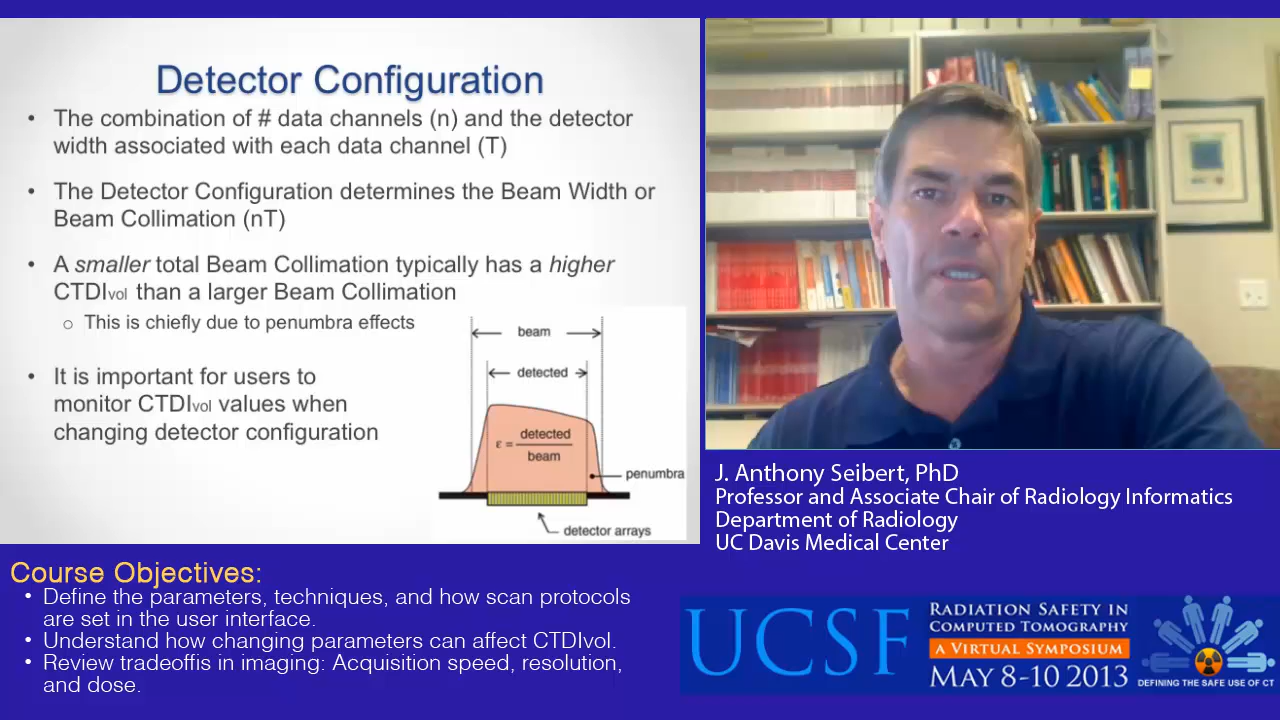 Detector Configuration
• The combination of # data channels (n) and the detector
width associated with each data channel (T)
• The Detector Configuration determines the Beam Width or
Beam Collimation (nT)
• A smaller total Beam Collimation typically has a higher
CTDIvol than a larger Beam Collimation
o This is chiefly due to penumbra effects
• It is important for users to
monitor CTDIvol values when
changing detector configuration
beam
detected
ε = detected
beam
penumbra
detector arrays
J. Anthony Seibert, PhD
Professor and Associate Chair of Radiology Informatics
Department of Radiology
UC Davis Medical Center
Course Objectives:
• Define the parameters, techniques, and how scan protocols
are set in the user interface.
• Understand how changing parameters can affect CTDIvol.
• Review tradeoffis in imaging: Acquisition speed, resolution,
and dose.
UCSF
RADIATION SAFETY IN
COMPUTED TOMOGRAPHY
A VIRTUAL SYMPOSIUM
MAY 8-10 2013
DEFINING THE SAFE USE OF CT